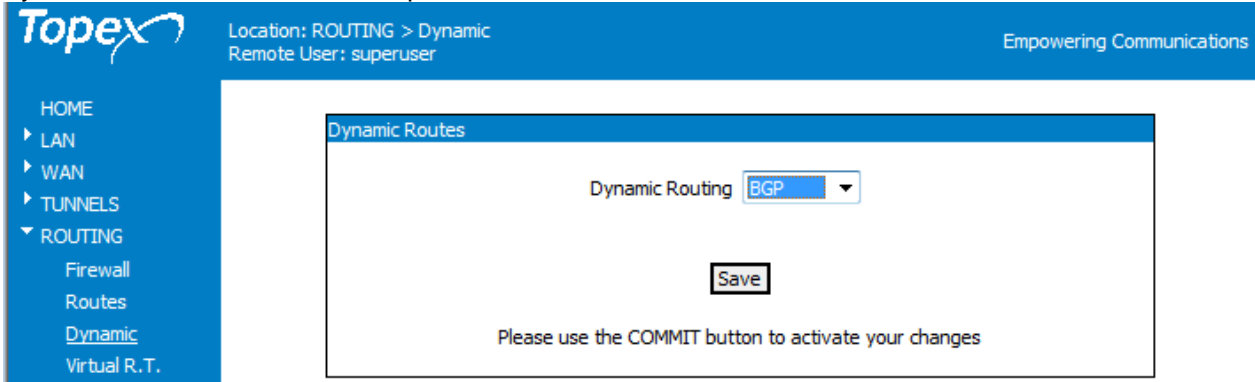 Topex
Location: ROUTING > Dynamic
Remote User: superuser
Empowering Communications
HOME
LAN
WAN
TUNNELS
ROUTING
Firewall
Routes
Dynamic
Virtual R.T.
Dynamic Routes
Dynamic Routing BGP
Save
Please use the COMMIT button to activate your changes